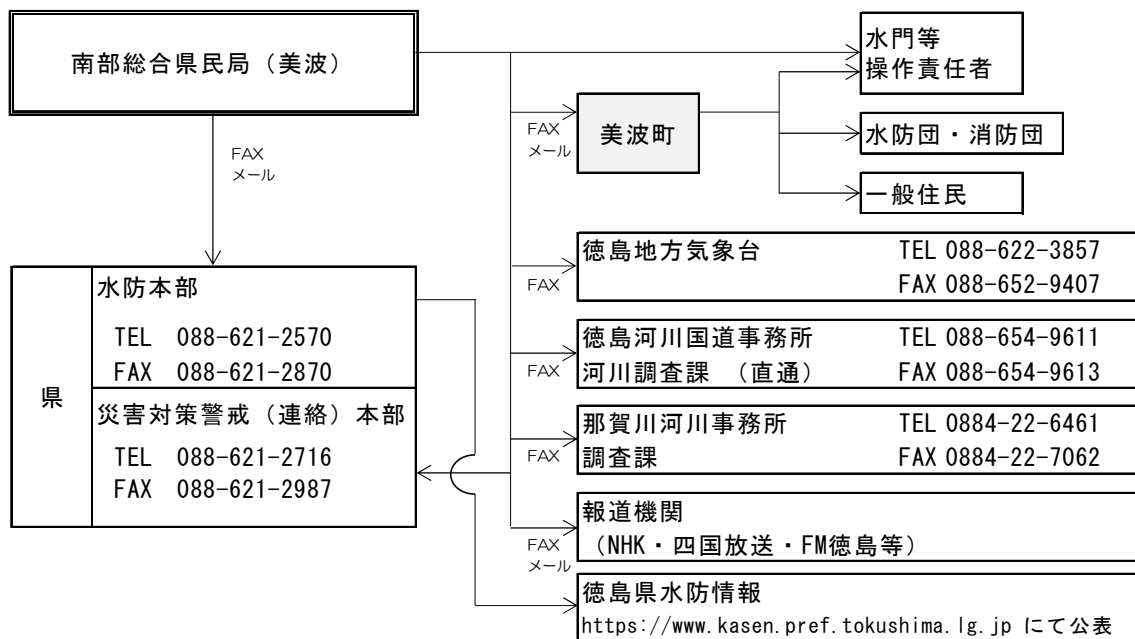 南部総合県民局（美波）
FAX
メール
水門等
操作責任者
FAX
メール
美波町
水防団・消防団
一般住民
県
水防本部
TEL 088-621-2570
FAX 088-621-2870
災害対策警戒（連絡）本部
TEL 088-621-2716
FAX 088-621-2987
FAX
徳島地方気象台 TEL 088-622-3857
FAX 088-652-9407
FAX
徳島河川国道事務所 TEL 088-654-9611
河川調査課 （直通） FAX 088-654-9613
FAX
那賀川河川事務所 TEL 0884-22-6461
調査課 FAX 0884-22-7062
FAX
メール
報道機関
（NHK・四国放送・FM徳島等）
徳島県水防情報
https://www.kasen.pref.tokushima.lg.jp にて公表